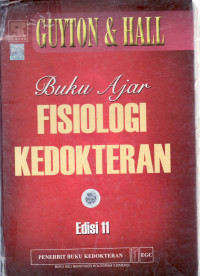 GUYTON & HALL
Buku Ajar
FISIOLOGI
KEDOKTERAN
Edisi 11
PENERBIT BUKU KEDOKTERAN
EGC